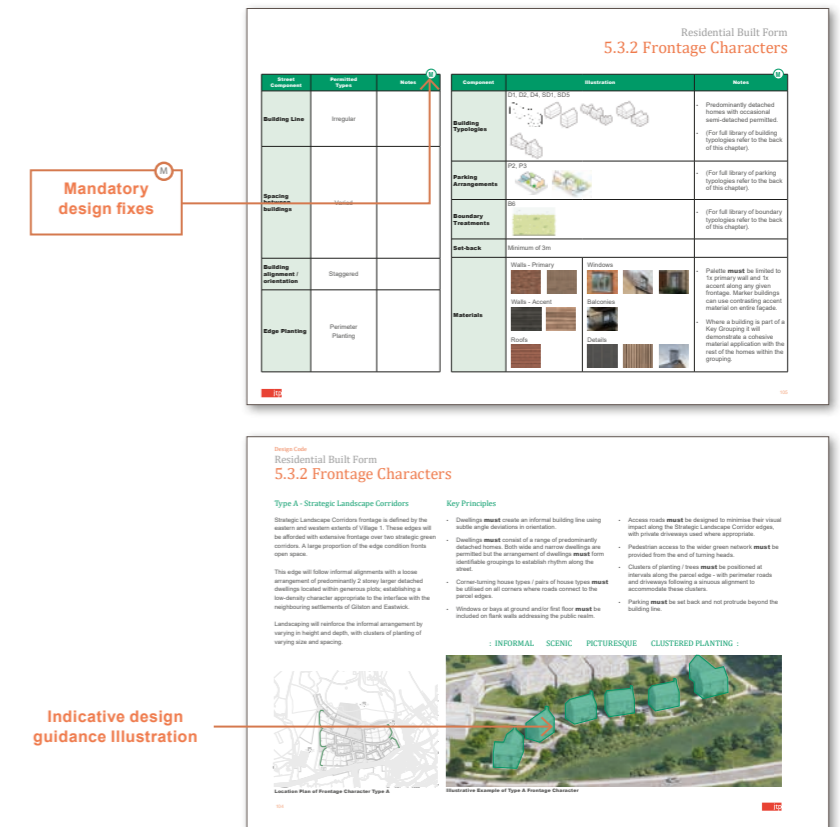 Residential Built Form
5.3.2 Frontage Characters
M
Mandatory
design fixes
Street
Component
Permitted
Types
Notes
Building Line
Irregular
Spacing
between
buildings
Varied
Building
alignment /
orientation
Staggered
Edge Planting
Perimeter
Planting
Component
Illustration
Notes
Building
Typologies
D1, D2, D4, SD1, SD5
- Predominantly detached
homes with occasional
semi-detached permitted.
- (For full library of building
typologies refer to the back
of this chapter).
Parking
Arrangements
P2, P3
- (For full library of parking
typologies refer to the back
of this chapter).
Boundary
Treatments
B6
- (For full library of boundary
typologies refer to the back
of this chapter).
Set-back
Minimum of 3m
Materials
Walls - Primary
Windows
Walls - Accent
Balconies
Roofs
Details
- Palette must be limited to
1x primary wall and 1x
accent along any given
frontage. Marker buildings
can use contrasting accent
material on entire façade.
- Where a building is part of a
Key Grouping it will
demonstrate a cohesive
material application with the
rest of the homes within the
grouping.
jtp
Design Code
Residential Built Form
5.3.2 Frontage Characters
Type A - Strategic Landscape Corridors
Strategic Landscape Corridors frontage is defined by the
eastern and western extents of Village 1. These edges will
be afforded with extensive frontage over two strategic green
corridors. A large proportion of the edge condition fronts
open space.
This edge will follow informal alignments with a loose
arrangement of predominantly 2 storey larger detached
dwellings located within generous plots; establishing a
low-density character appropriate to the interface with the
neighbouring settlements of Gilston and Eastwick.
Landscaping will reinforce the informal arrangement by
varying in height and depth, with clusters of planting of
varying size and spacing.
Key Principles
- Dwellings must create an informal building line using
subtle angle deviations in orientation.
- Dwellings must consist of a range of predominantly
detached homes. Both wide and narrow dwellings are
permitted but the arrangement of dwellings must form
identifiable groupings to establish rhythm along the
street.
- Corner-turning house types / pairs of house types must
be utilised on all corners where roads connect to the
parcel edges.
- Windows or bays at ground and/or first floor must be
included on flank walls addressing the public realm.
- Access roads must be designed to minimise their visual
impact along the Strategic Landscape Corridor edges,
with private driveways used where appropriate.
- Pedestrian access to the wider green network must be
provided from the end of turning heads.
- Clusters of planting / trees must be positioned at
intervals along the parcel edge - with perimeter roads
and driveways following a sinuous alignment to
accommodate these clusters.
- Parking must be set back and not protrude beyond the
building line.
: INFORMAL SCENIC PICTURESQUE CLUSTERED PLANTING :
Indicative design
guidance Illustration
Location Plan of Frontage Character Type A
Illustrative Example of Type A Frontage Character
jtp